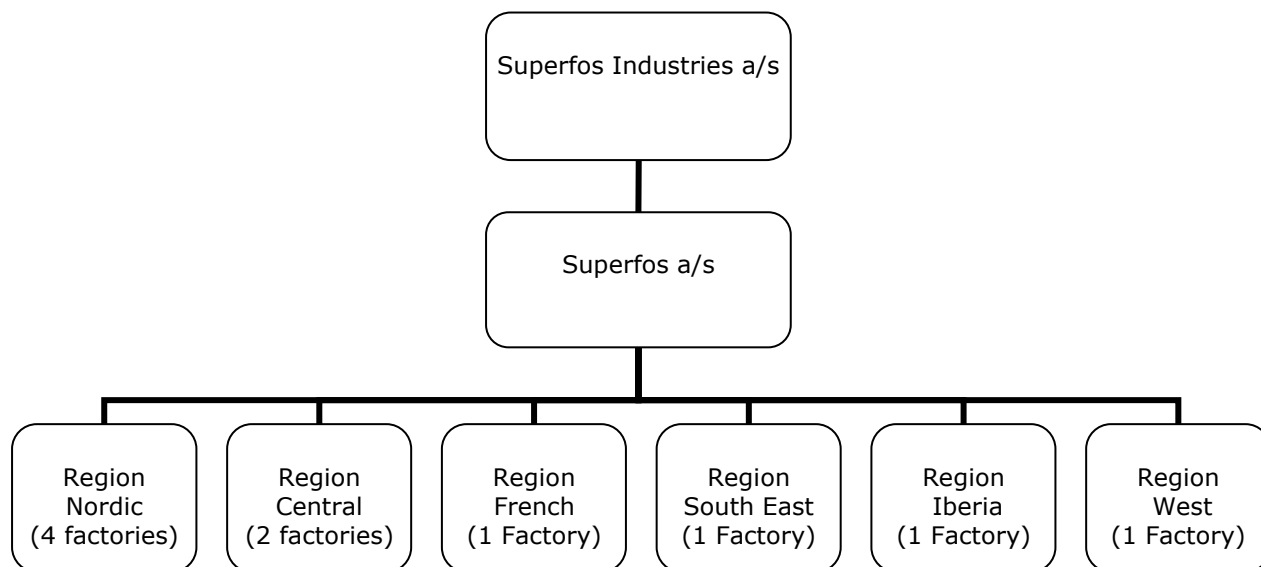 Superfos Industries a/s
Superfos a/s
Region
Nordic
(4 factories)
Region
Central
(2 factories)
Region
French
(1 Factory)
Region
South East
(1 Factory)
Region
Iberia
(1 Factory)
Region
West
(1 Factory)